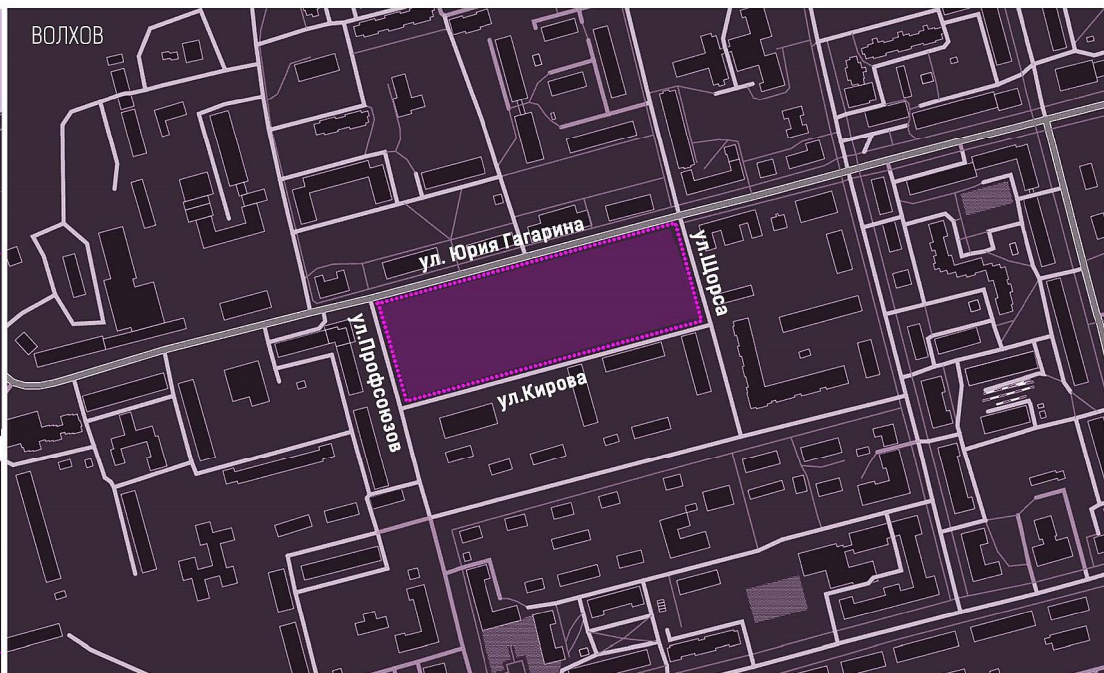 ВОЛХОВ
ул. Юрия Гагарина
ул.Щорса
ул.Профсоюзов
ул.Кирова